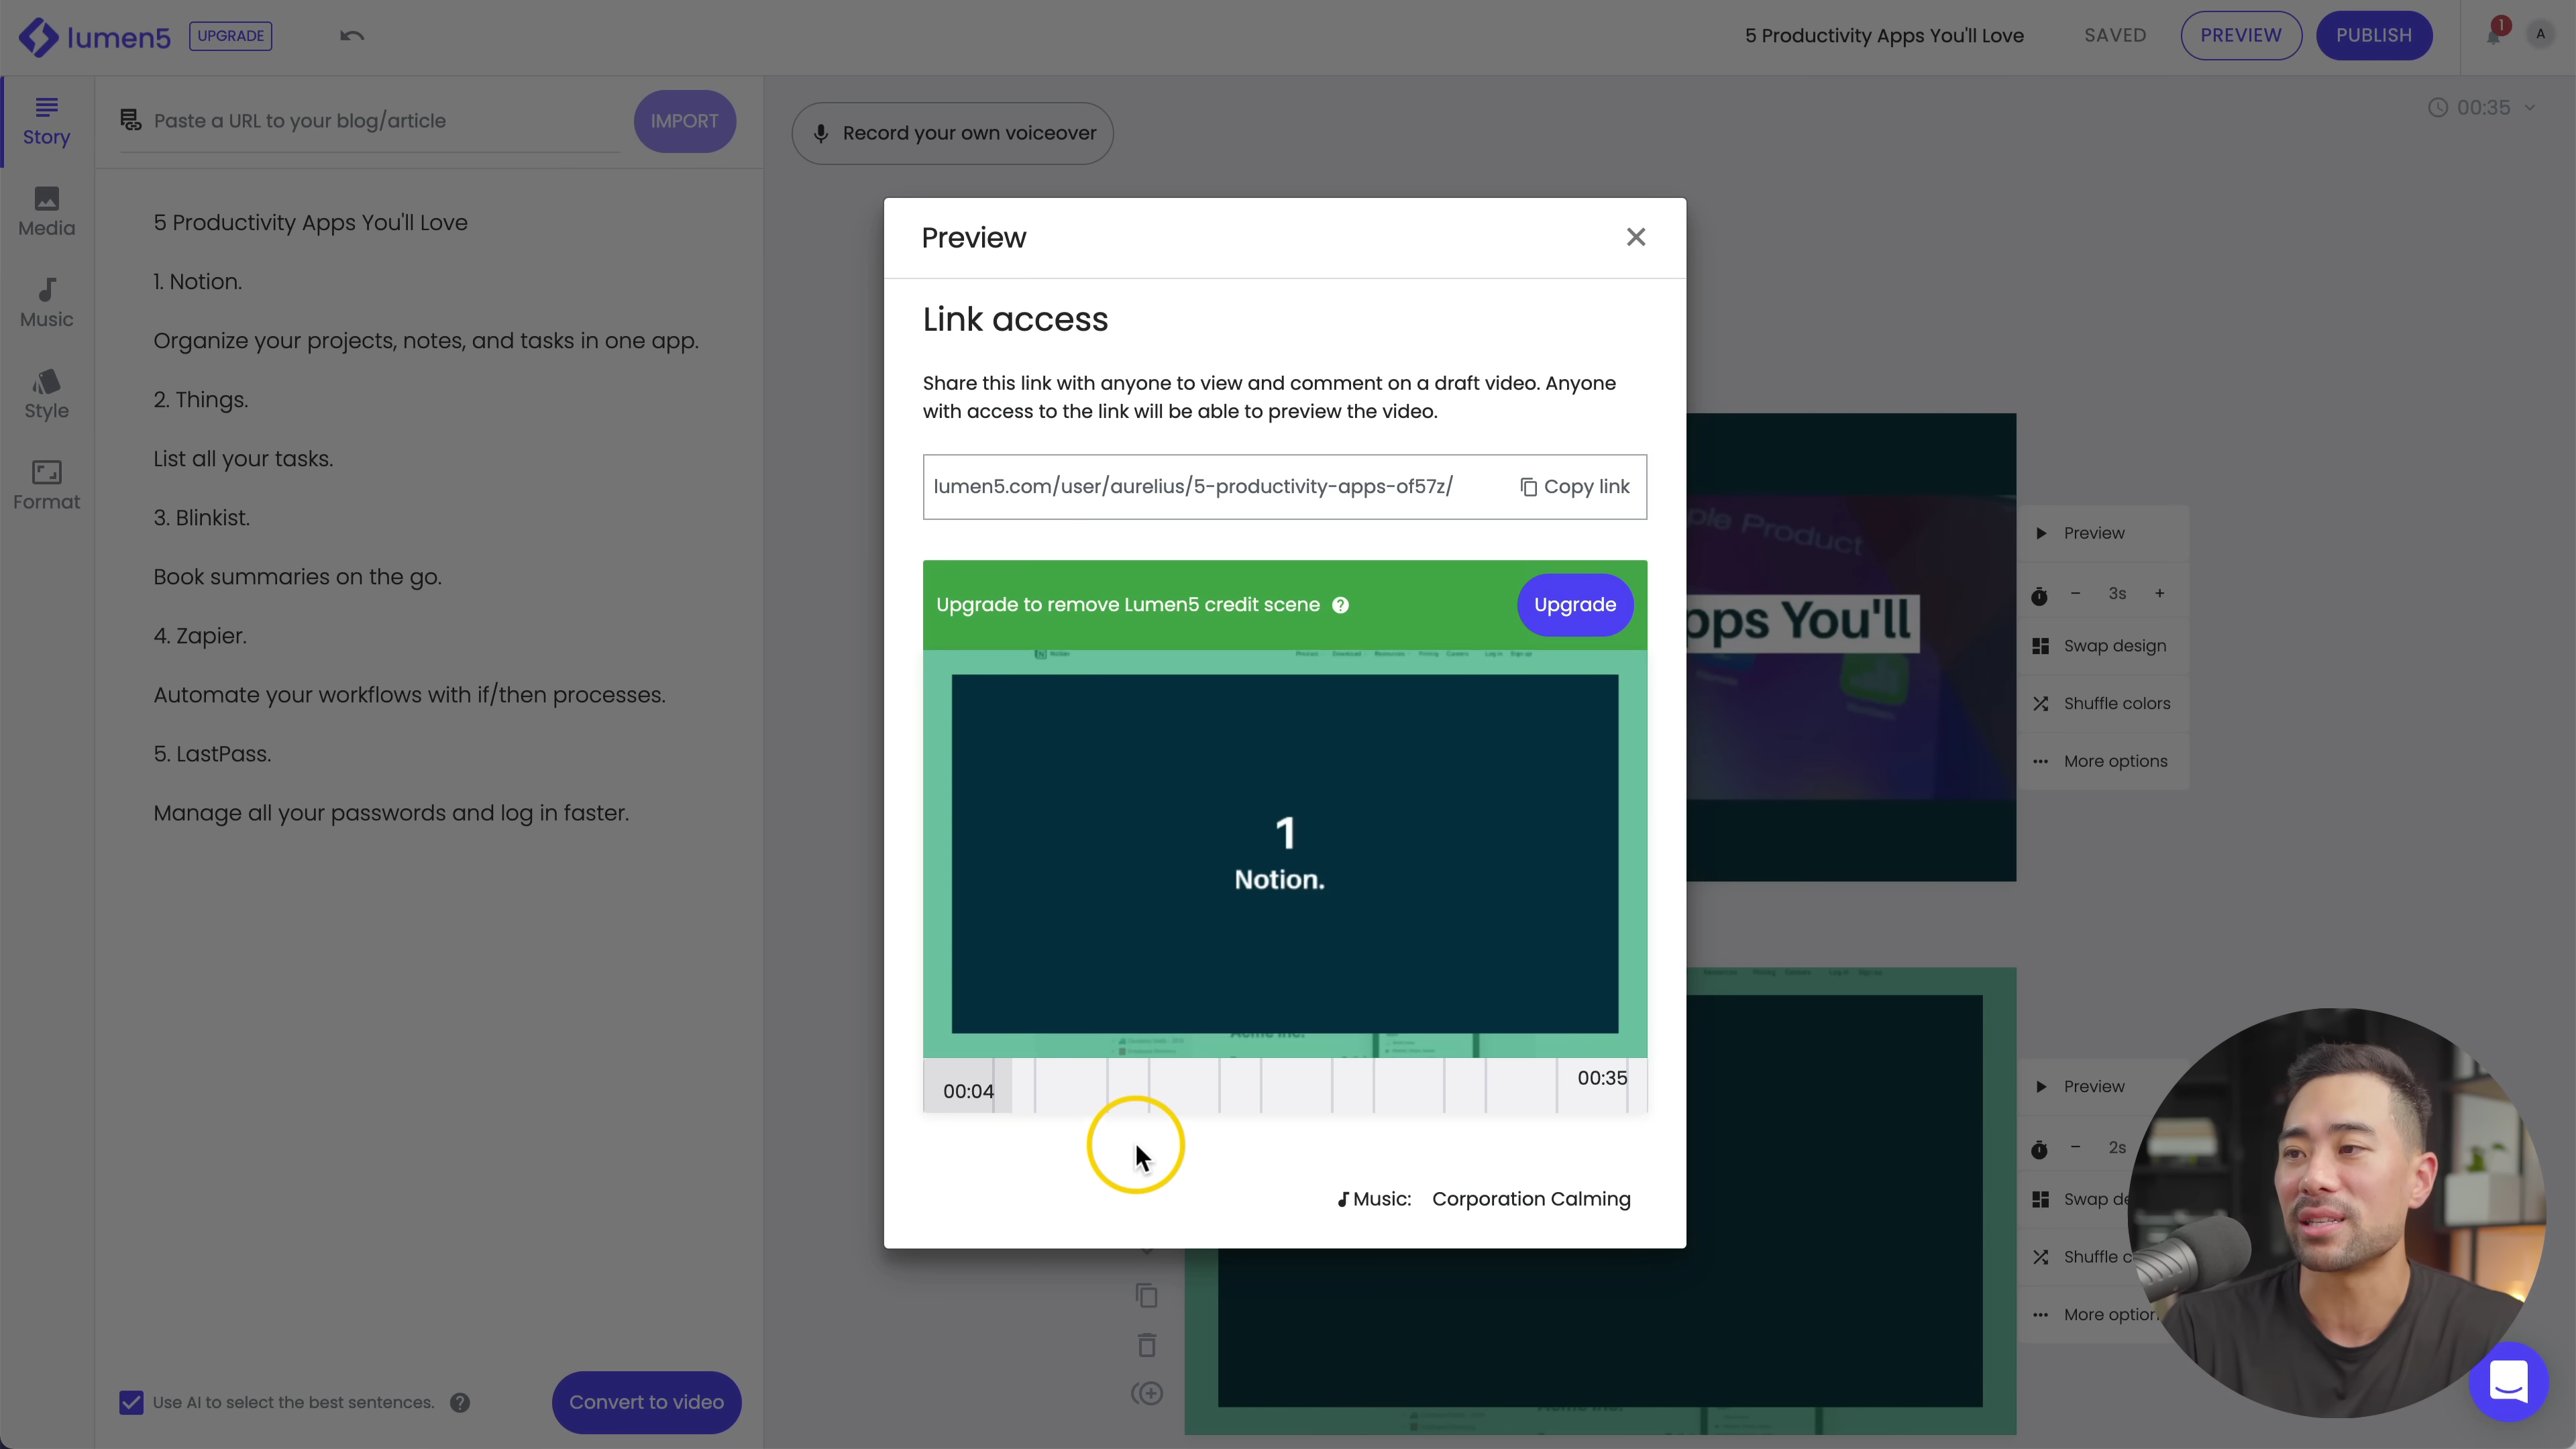 lumen5
UPGRADE
5 Productivity Apps You'll Love
SAVED
PREVIEW
PUBLISH
1
A
Story
Media
Music
Style
Format
Paste a URL to your blog/article
IMPORT
5 Productivity Apps You'll Love
1. Notion.
Organize your projects, notes, and tasks in one app.
2. Things.
List all your tasks.
3. Blinkist.
Book summaries on the go.
4. Zapier.
Automate your workflows with if/then processes.
5. LastPass.
Manage all your passwords and log in faster.
Use AI to select the best sentences.
Convert to video
Record your own voiceover
00:35
Preview
Link access
Share this link with anyone to view and comment on a draft video. Anyone
with access to the link will be able to preview the video.
lumen5.com/user/aurelius/5-productivity-apps-of57z/
Copy link
Upgrade to remove Lumen5 credit scene
Upgrade
1
Notion.
00:04
00:35
Music:
Corporation Calming
ple Product
pps You'll
Preview
3s
Swap design
Shuffle colors
More options
Preview
2s
Swap de
Shuffle c
More option